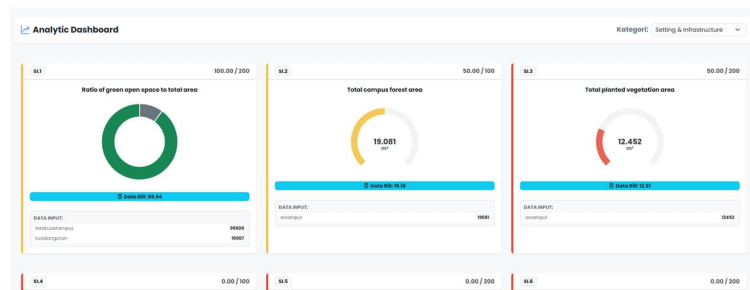 Analytic Dashboard
Kategori: Setting & Infrastructure
SI.1 100.00 / 200
Ratio of green open space to total area
Data Riil: 89.94
DATA INPUT:
totalluaskampus 99500
luasbangunan 10007
SI.2 50.00 / 100
Total campus forest area
19.081
m²
Data Riil: 19.18
DATA INPUT:
areainput 19081
SI.3 50.00 / 200
Total planted vegetation area
12.452
m²
Data Riil: 12.51
DATA INPUT:
areainput 12452
SI.4 0.00 / 100
SI.5 0.00 / 200
SI.6 0.00 / 200